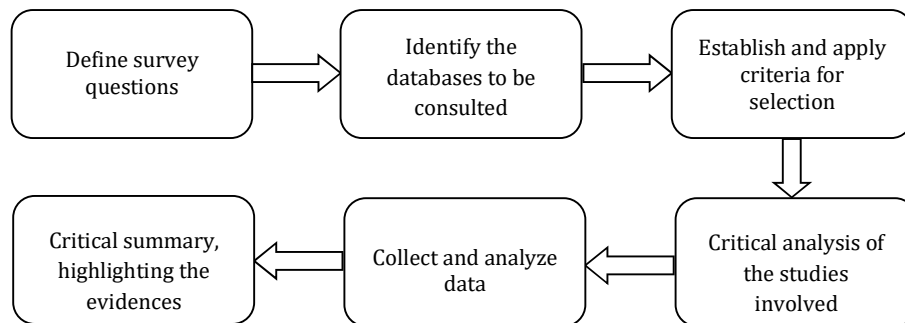 Define survey
questions
Identify the
databases to be
consulted
Establish and apply
criteria for
selection
Critical analysis of
the studies
involved
Collect and analyze
data
Critical summary,
highlighting the
evidences